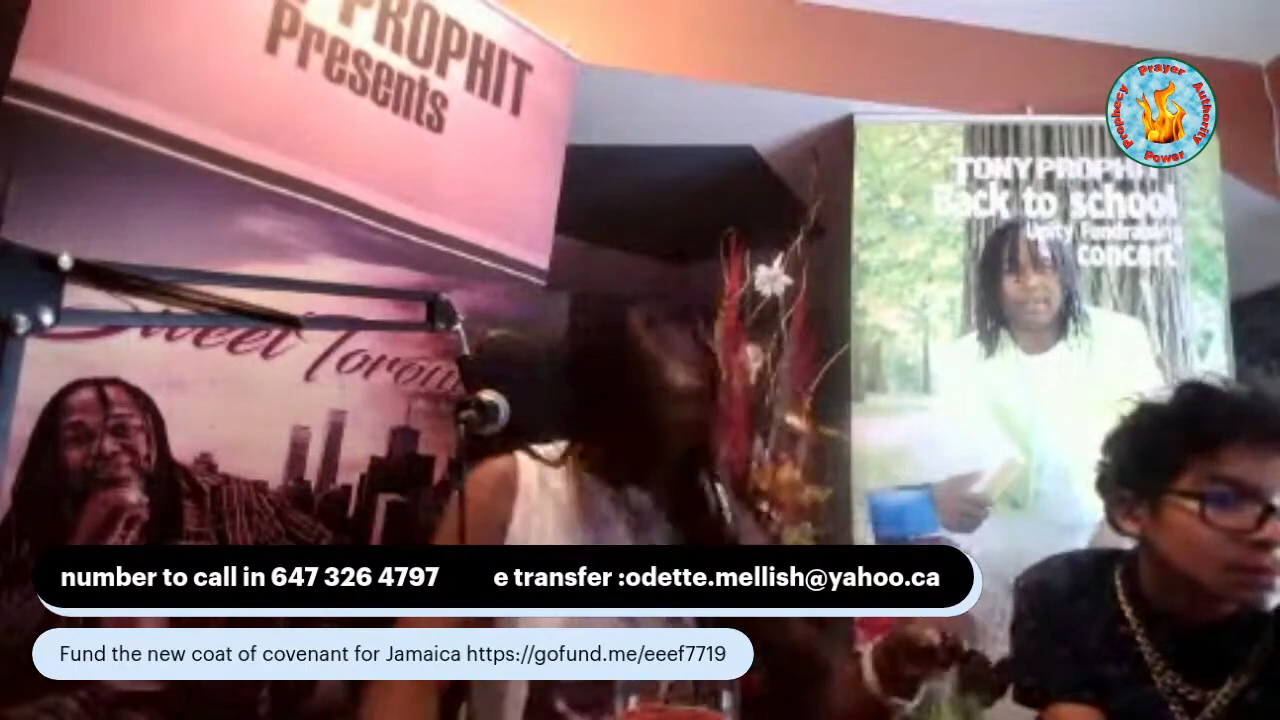 PROPHIT
Presents
Prayer
Authority
Power
Prophecy
TONY PROPHIT
Back to school
Unity Fundraising
concert
Sweet Toronto
number to call in 647 326 4797 e transfer :odette.mellish@yahoo.ca
Fund the new coat of covenant for Jamaica https://gofund.me/eeef7719